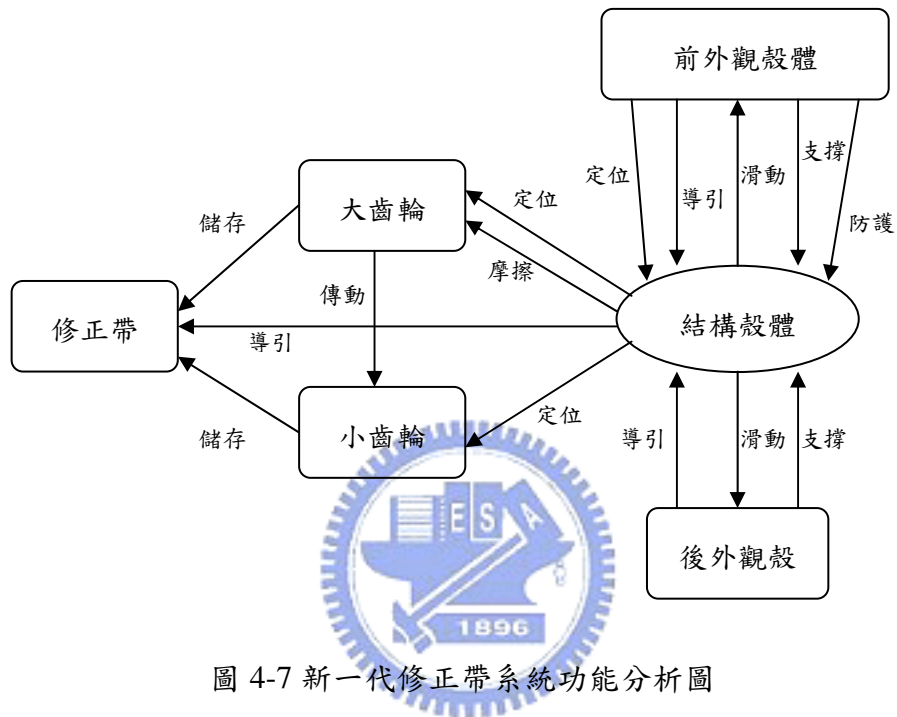 前外觀殼體
定位
導引
滑動
支撐
防護
大齒輪
定位
儲存
摩擦
傳動
修正帶
導引
結構殼體
儲存
小齒輪
定位
導引
滑動
支撐
後外觀殼
E S A
1896
圖 4-7 新一代修正帶系統功能分析圖